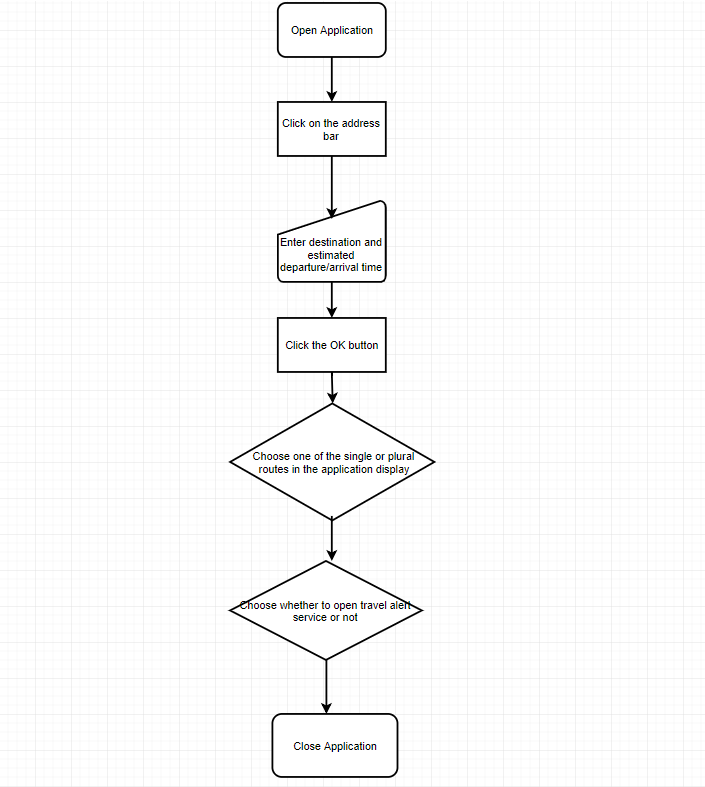 Open Application
Click on the address
bar
Enter destination and
estimated
departure/arrival time
Click the OK button
Choose one of the single or plural
routes in the application display
Choose whether to open travel alert
service or not
Close Application